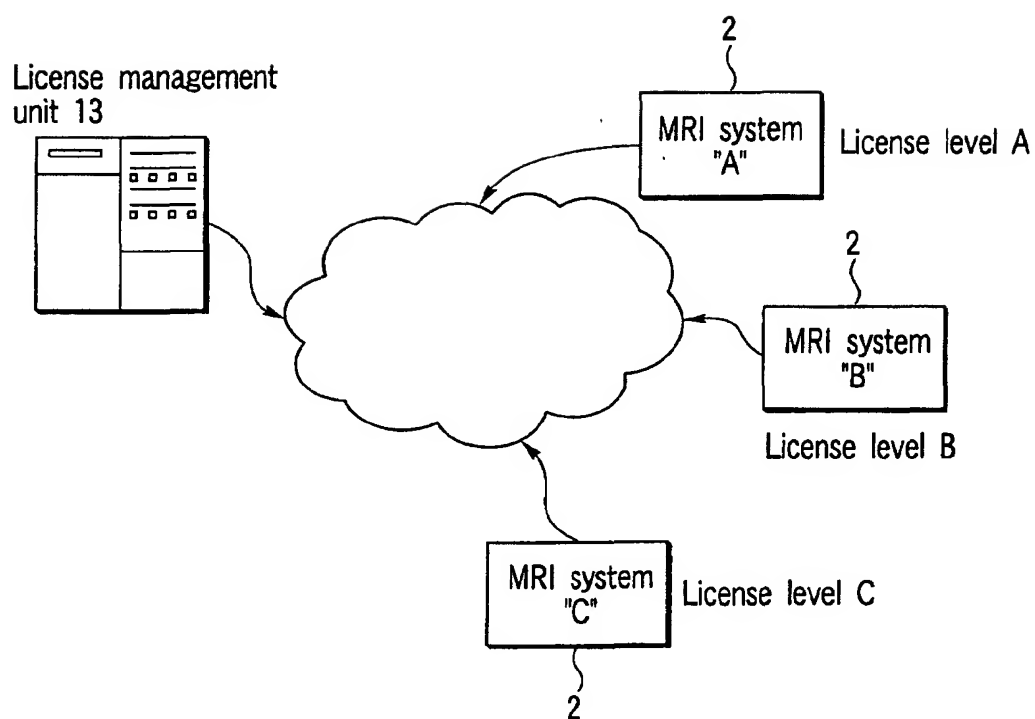 2
License management
unit 13
MRI system
"A"
License level A
2
MRI system
"B"
License level B
MRI system
"C"
License level C
2